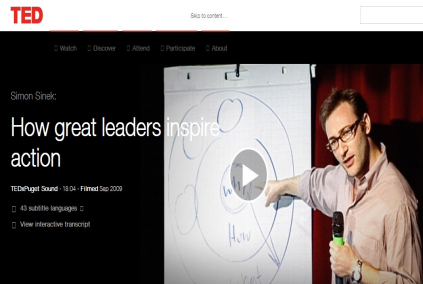 TED
Skip to content...
Watch Discover Attend Participate About
Simon Sinek:
How great leaders inspire
action
TEDxPuget Sound · 18:04 · Filmed Sep 2009
43 subtitle languages
View interactive transcript
Why
How